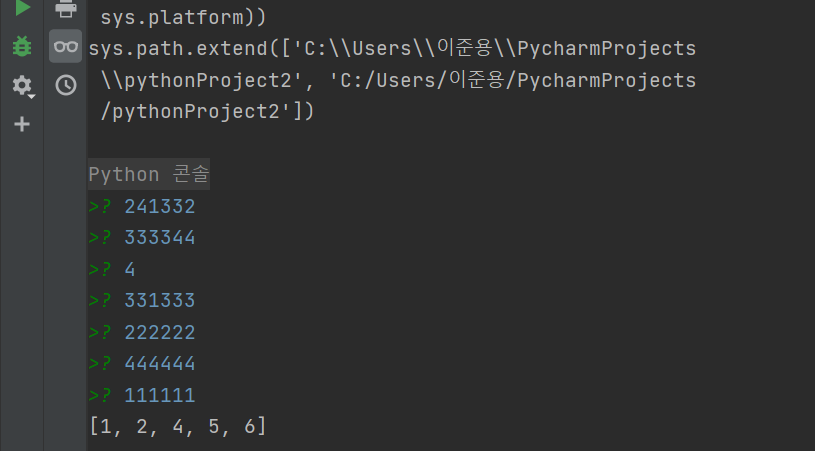 sys.platform))
sys.path.extend(['C:\\Users\\이준용\\PycharmProjects
\\pythonProject2', 'C:/Users/이준용/PycharmProjects
/pythonProject2'])
Python 콘솔
>? 241332
>? 333344
>? 4
>? 331333
>? 222222
>? 444444
>? 111111
[1, 2, 4, 5, 6]